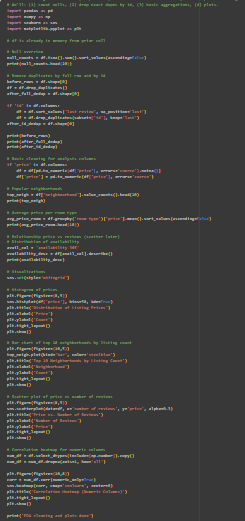 # We'll: (1) count nulls, (2) drop exact dupes by id, (3) basic aggregations, (4) plots.
import pandas as pd
import numpy as np
import seaborn as sns
import matplotlib.pyplot as plt
# df is already in memory from prior cell
# Null overview
null_counts = df.isna().sum().sort_values(ascending=False)
print(null_counts.head(20))
# Remove duplicates by full row and by id
before_rows = df.shape[0]
df = df.drop_duplicates()
after_full_dedup = df.shape[0]
if 'id' in df.columns:
df = df.sort_values('last review', na_position='last')
df = df.drop_duplicates(subset=['id'], keep='last')
after_id_dedup = df.shape[0]
print(before_rows)
print(after_full_dedup)
print(after_id_dedup)
# Basic cleaning for analysis columns
if 'price' in df.columns:
df = df[pd.to_numeric(df['price'], errors='coerce').notna()]
df['price'] = pd.to_numeric(df['price'], errors='coerce')
# Popular neighborhoods
top_neigh = df['neighbourhood'].value_counts().head(10)
print(top_neigh)
# Average price per room type
avg_price_room = df.groupby('room type')['price'].mean().sort_values(ascending=False)
print(avg_price_room.head(10))
# Relationship price vs reviews (scatter later)
# Distribution of availability
avail_col = 'availability 365'
availability_desc = df[avail_col].describe()
print(availability_desc)
# Visualizations
sns.set(style='whitegrid')
# Histogram of prices
plt.figure(figsize=(8,5))
sns.histplot(df['price'], bins=50, kde=True)
plt.title('Distribution of Listing Prices')
plt.xlabel('Price')
plt.ylabel('Count')
plt.tight_layout()
plt.show()
# Bar chart of top 10 neighborhoods by listing count
plt.figure(figsize=(10,5))
top_neigh.plot(kind='bar', color='steelblue')
plt.title('Top 10 Neighborhoods by Listing Count')
plt.xlabel('Neighborhood')
plt.ylabel('Count')
plt.tight_layout()
plt.show()
# Scatter plot of price vs number of reviews
plt.figure(figsize=(8,5))
sns.scatterplot(data=df, x='number of reviews', y='price', alpha=0.5)
plt.title('Price vs. Number of Reviews')
plt.xlabel('Number of Reviews')
plt.ylabel('Price')
plt.tight_layout()
plt.show()
# Correlation heatmap for numeric columns
num_df = df.select_dtypes(include=[np.number]).copy()
num_df = num_df.dropna(axis=1, how='all')
plt.figure(figsize=(10,8))
corr = num_df.corr(numeric_only=True)
sns.heatmap(corr, cmap='coolwarm', center=0)
plt.title('Correlation Heatmap (Numeric Columns)')
plt.tight_layout()
plt.show()
print('EDA cleaning and plots done')